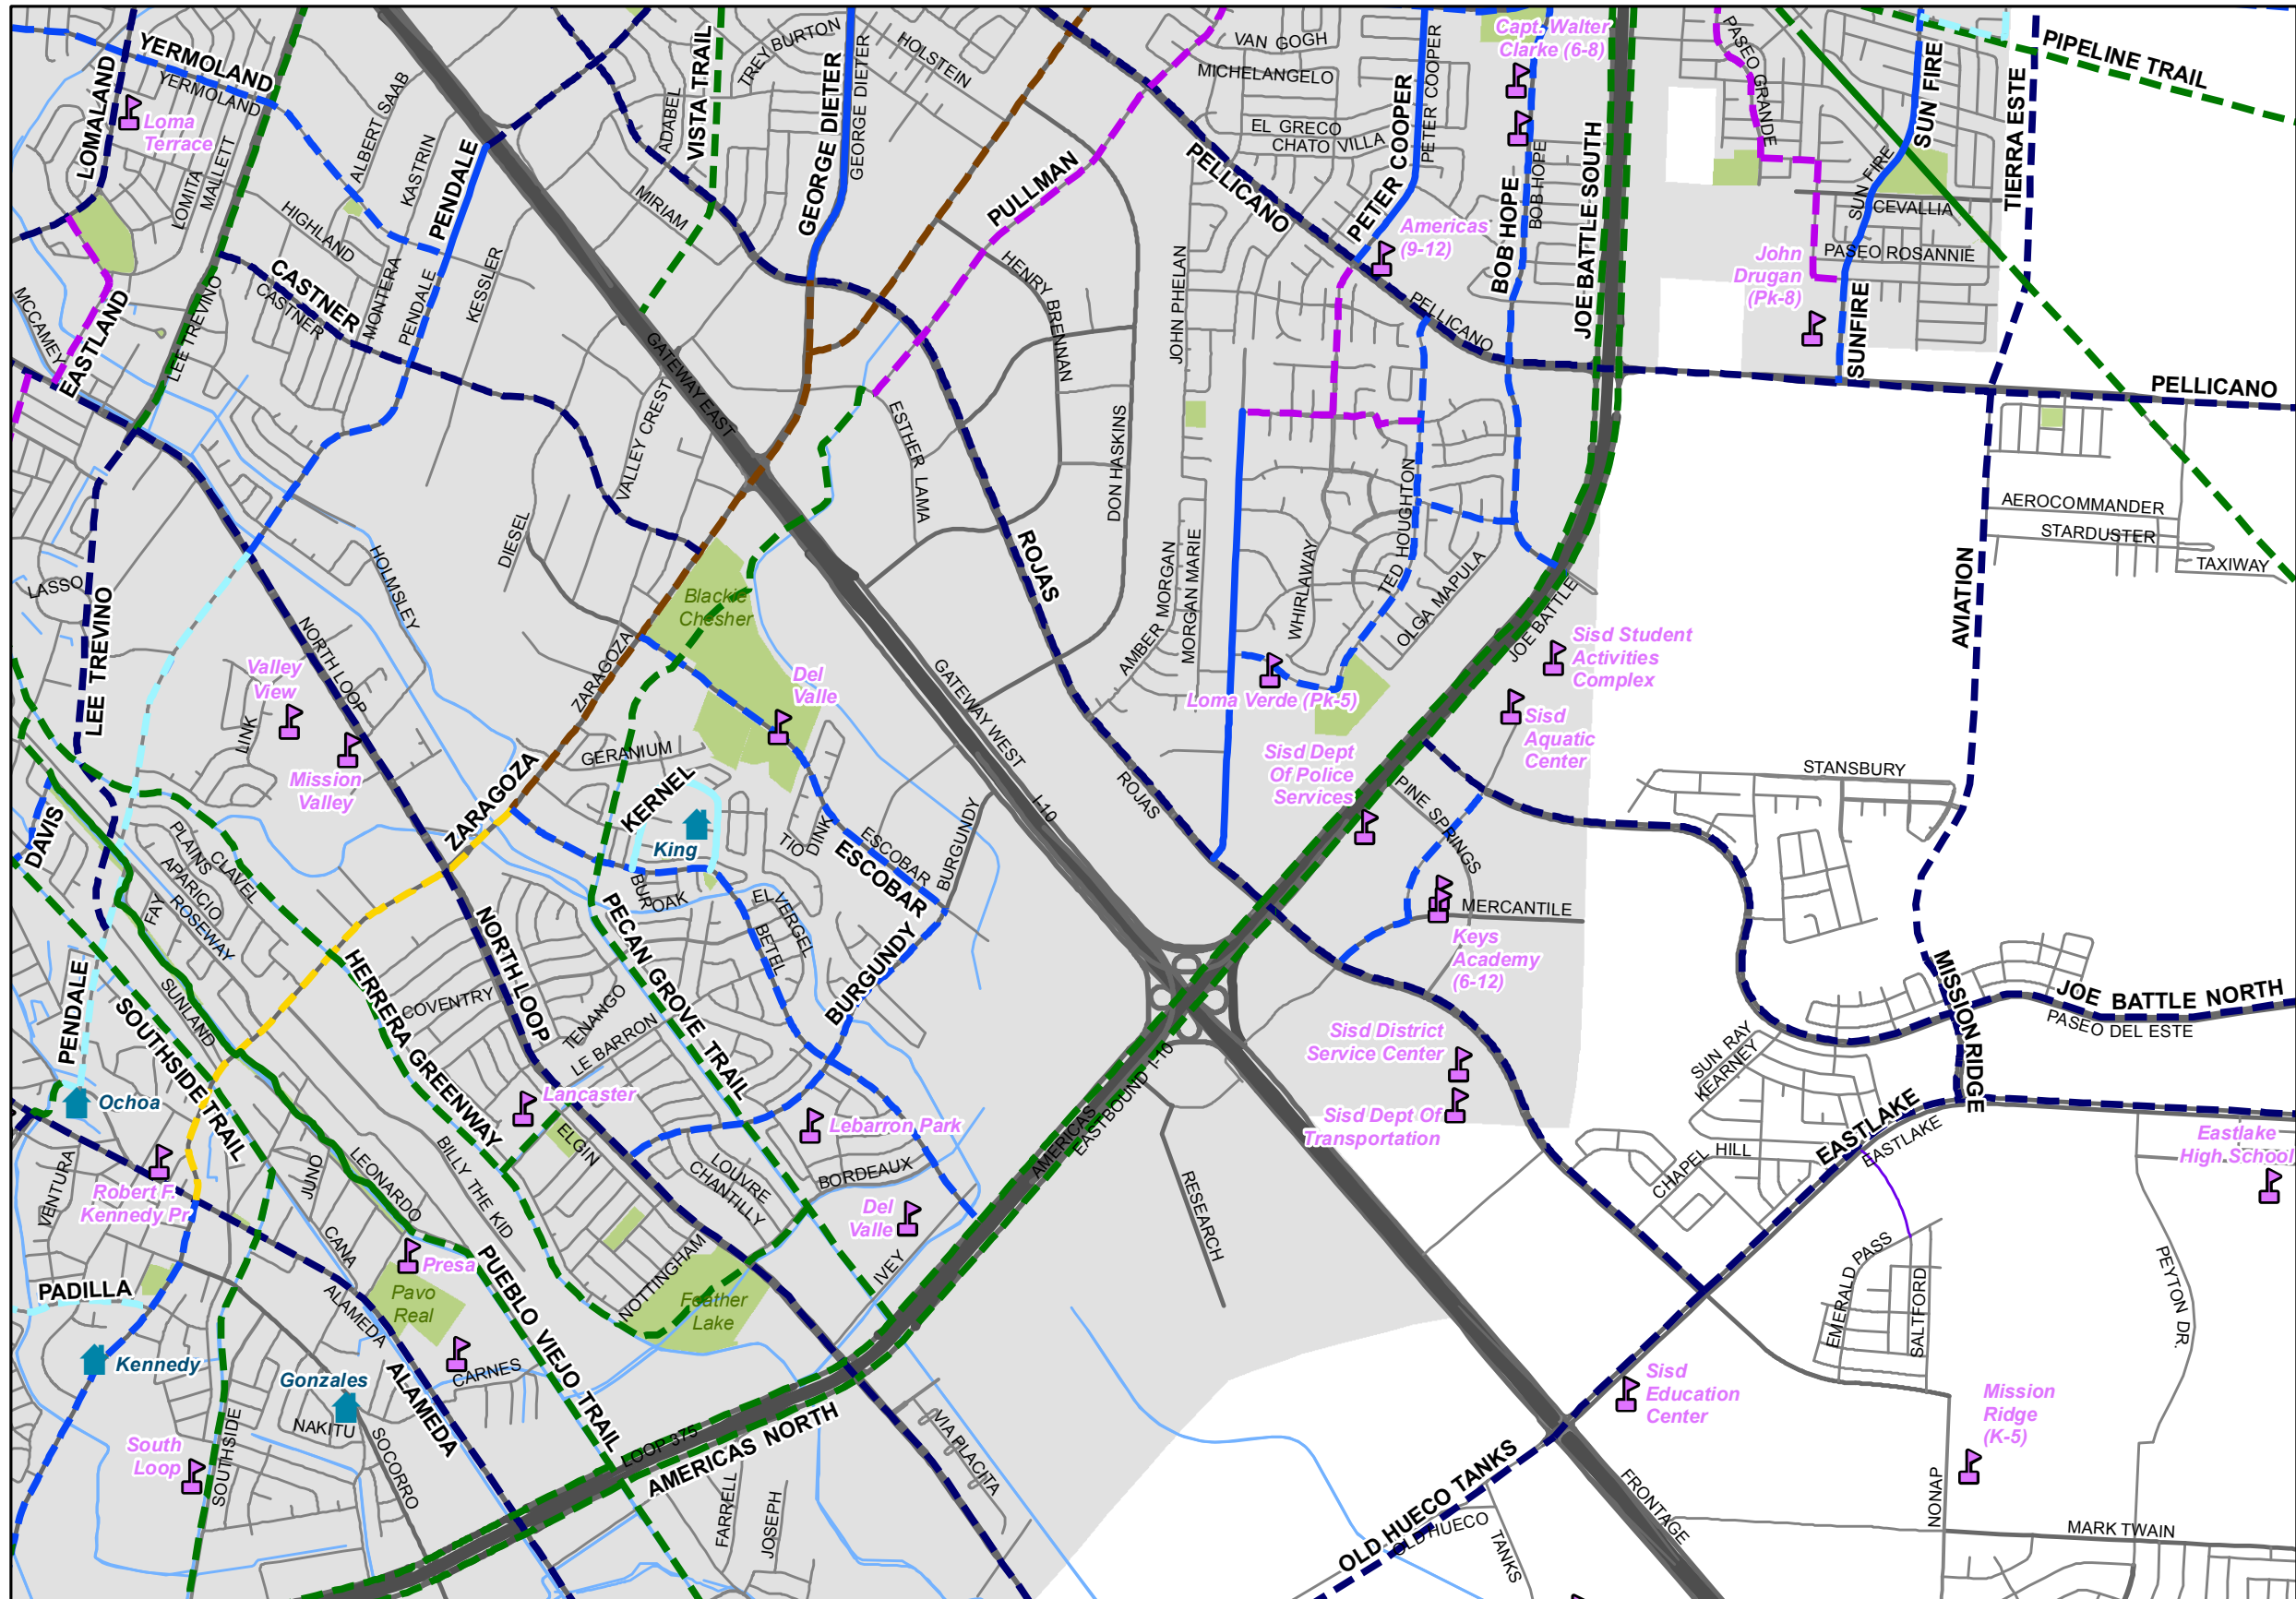 YERMOLAND
YERMOLAND
LOMALAND
Loma
Terrace
LOMITA
MALLETT
ALBERT SAAB
KASTRIN
HIGHLAND
PENDALE
PENDALE
MONTERA
KESSLER
CASTNER
CASTNER
MCCAMEY
EASTLAND
LEE TREVINO
VISTA TRAIL
ADABEL
MIRIAM
TREY BURTON
GEORGE DIETER
GEORGE DIETER
HOLSTEIN
PULLMAN
HENRY BRENNAN
VAN GOGH
MICHELANGELO
EL GRECO
CHATO VILLA
PELLICANO
PELLICANO
PETER COOPER
PETER COOPER
Capt. Walter
Clarke (6-8)
BOB HOPE
BOB HOPE
JOE BATTLE SOUTH
Americas
(9-12)
JOHN PHELAN
PASEO GRANDE
SUN FIRE
SUN FIRE
CEVALLIA
PASEO ROSANNIE
John
Drugan
(Pk-8)
SUNFIRE
TIERRA ESTE
PIPELINE TRAIL
PELLICANO
AEROCOMMANDER
STARDUSTER
TAXIWAY
AVIATION
GATEWAY EAST
VALLEY CREST
DIESEL
ESTHER LAMA
DON HASKINS
ROJAS
AMBER MORGAN
MORGAN MARIE
WHIRLAWAY
TED HOUGHTON
OLGA MAPULA
JOE BATTLE
Loma Verde (Pk-5)
Sisd Student
Activities
Complex
Sisd
Aquatic
Center
Sisd Dept
Of Police
Services
PINE SPRINGS
MERCANTILE
Keys
Academy
(6-12)
STANSBURY
LASSO
LEE TREVINO
HOLMSLEY
NORTH LOOP
Valley
View
LINK
Mission
Valley
Blackie
Chesher
ZARAGOZA
Del
Valle
GATEWAY WEST
I-10
ROJAS
GERANIUM
KERNEL
King
TIO
DINK
ESCOBAR
ESCOBAR
BURGUNDY
ZARAGOZA
DAVIS
PLAINS
APARICIO
CLAVEL
FAY
ROSEWAY
BUR
OAK
EL
VERGEL
BETEL
BURGUNDY
NORTH LOOP
PECAN GROVE TRAIL
HERRERA GREENWAY
COVENTRY
TENANGO
LE BARRON
PENDALE
SOUTHSIDE TRAIL
SUNLAND
Ochoa
Lancaster
Lebarron Park
ELGIN
LOUVRE
CHANTILLY
BORDEAUX
AMERICAS
EASTBOUND 1-10
RESEARCH
Sisd District
Service Center
Sisd Dept Of
Transportation
MISSION RIDGE
JOE BATTLE NORTH
PASEO DEL ESTE
SUN RAY
KEARNEY
EASTLAKE
EASTLAKE
CHAPEL HILL
Eastlake
High School
VENTURA
Robert F.
Kennedy Pr
JUNO
LEONARDO
BILLY THE KID
CANA
Presa
PUEBLO VIEJO TRAIL
Del
Valle
IVEY
NOTTINGHAM
Feather
Lake
PADILLA
ALAMEDA
Pavo
Real
Kennedy
Gonzales
CARNES
ALAMEDA
NAKITU
SOCORRO
South
Loop
SOUTHSIDE
LOOP 375
AMERICAS NORTH
FARRELL
JOSEPH
VIA PLACITA
EMERALD PASS
SALTFORD
PEYTON DR.
Sisd
Education
Center
Mission
Ridge
(K-5)
OLD HUECO TANKS
OLD HUECO
TANKS
FRONTAGE
NONAP
MARK TWAIN